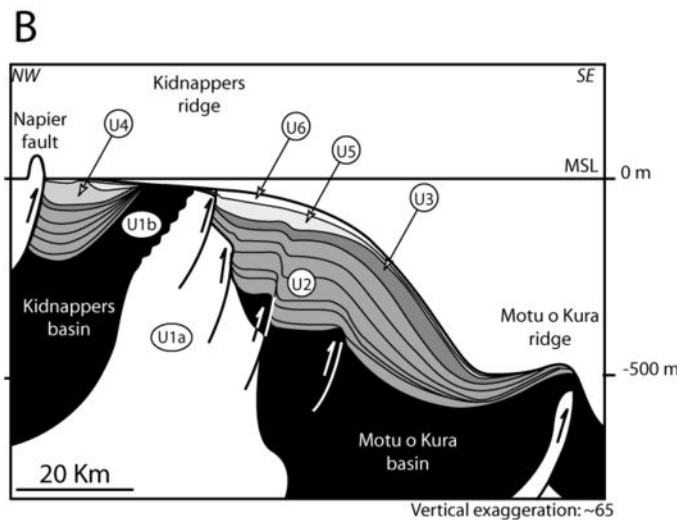 B
NW
SE
Kidnappers
ridge
Napier
fault
U4
U6
U5
MSL
0 m
U3
U1b
U2
Kidnappers
basin
U1a
Motu o Kura
ridge
-500 m
Motu o Kura
basin
20 Km
Vertical exaggeration: ~65